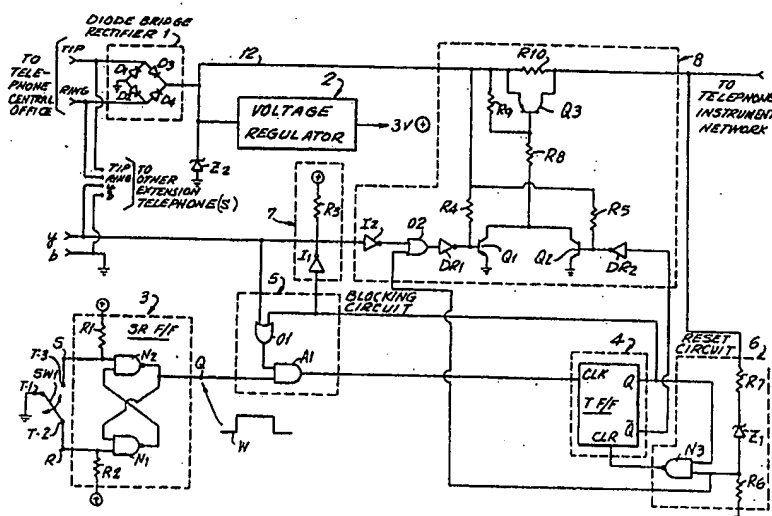 DIODE BRIDGE
RECTIFIER 1
TO
TELE-
PHONE
CENTRAL
OFFICE
TIP
RING
D1
D3
D2
D4
12
2
VOLTAGE
REGULATOR
3V
Z2
TIP
RING
y
b
TO
OTHER
EXTENSION
TELEPHONE(S)
y
b
8
R10
R9
Q3
R8
R4
R5
TO
TELEPHONE
INSTRUMENT
NETWORK
I2
O2
DR1
Q1
Q2
DR2
7
R3
I1
5
BLOCKING
CIRCUIT
O1
A1
3
SR F/F
R1
N2
N1
R2
S
T-3
SW1
T-1
T-2
R
Q
W
4
CLK
Q
T F/F
Q̅
CLR
RESET
CIRCUIT
6
R7
Z1
N3
R6